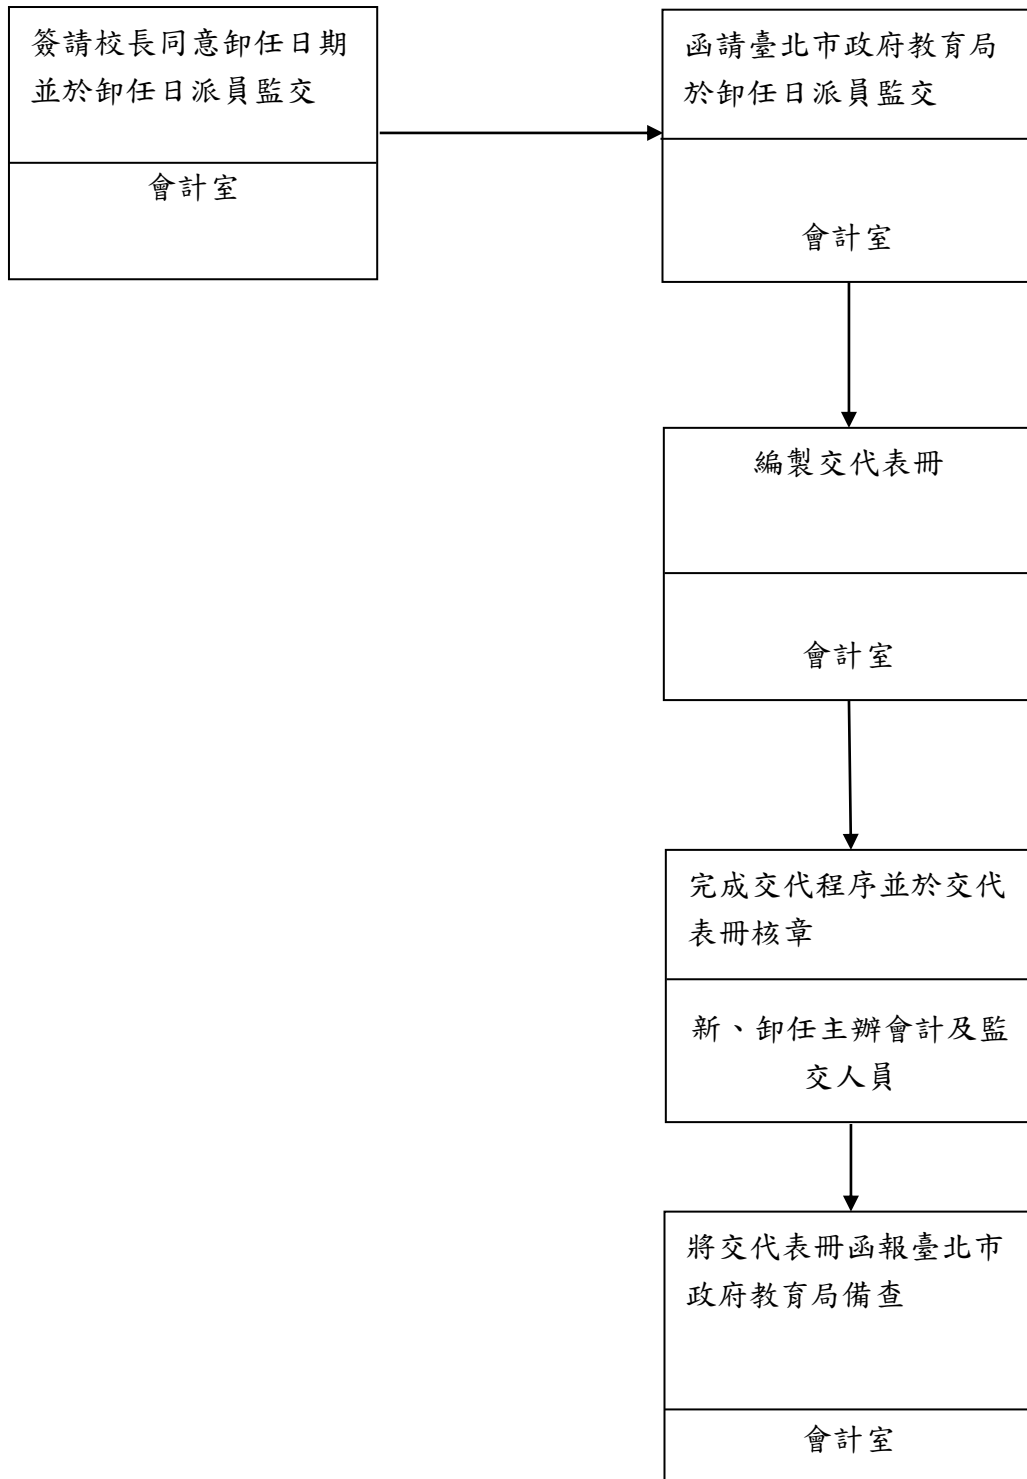 簽請校長同意卸任日期
並於卸任日派員監交
會計室
函請臺北市政府教育局
於卸任日派員監交
會計室
編製交代表冊
會計室
完成交代程序並於交代
表冊核章
新、卸任主辦會計及監
交人員
將交代表冊函報臺北市
政府教育局備查
會計室